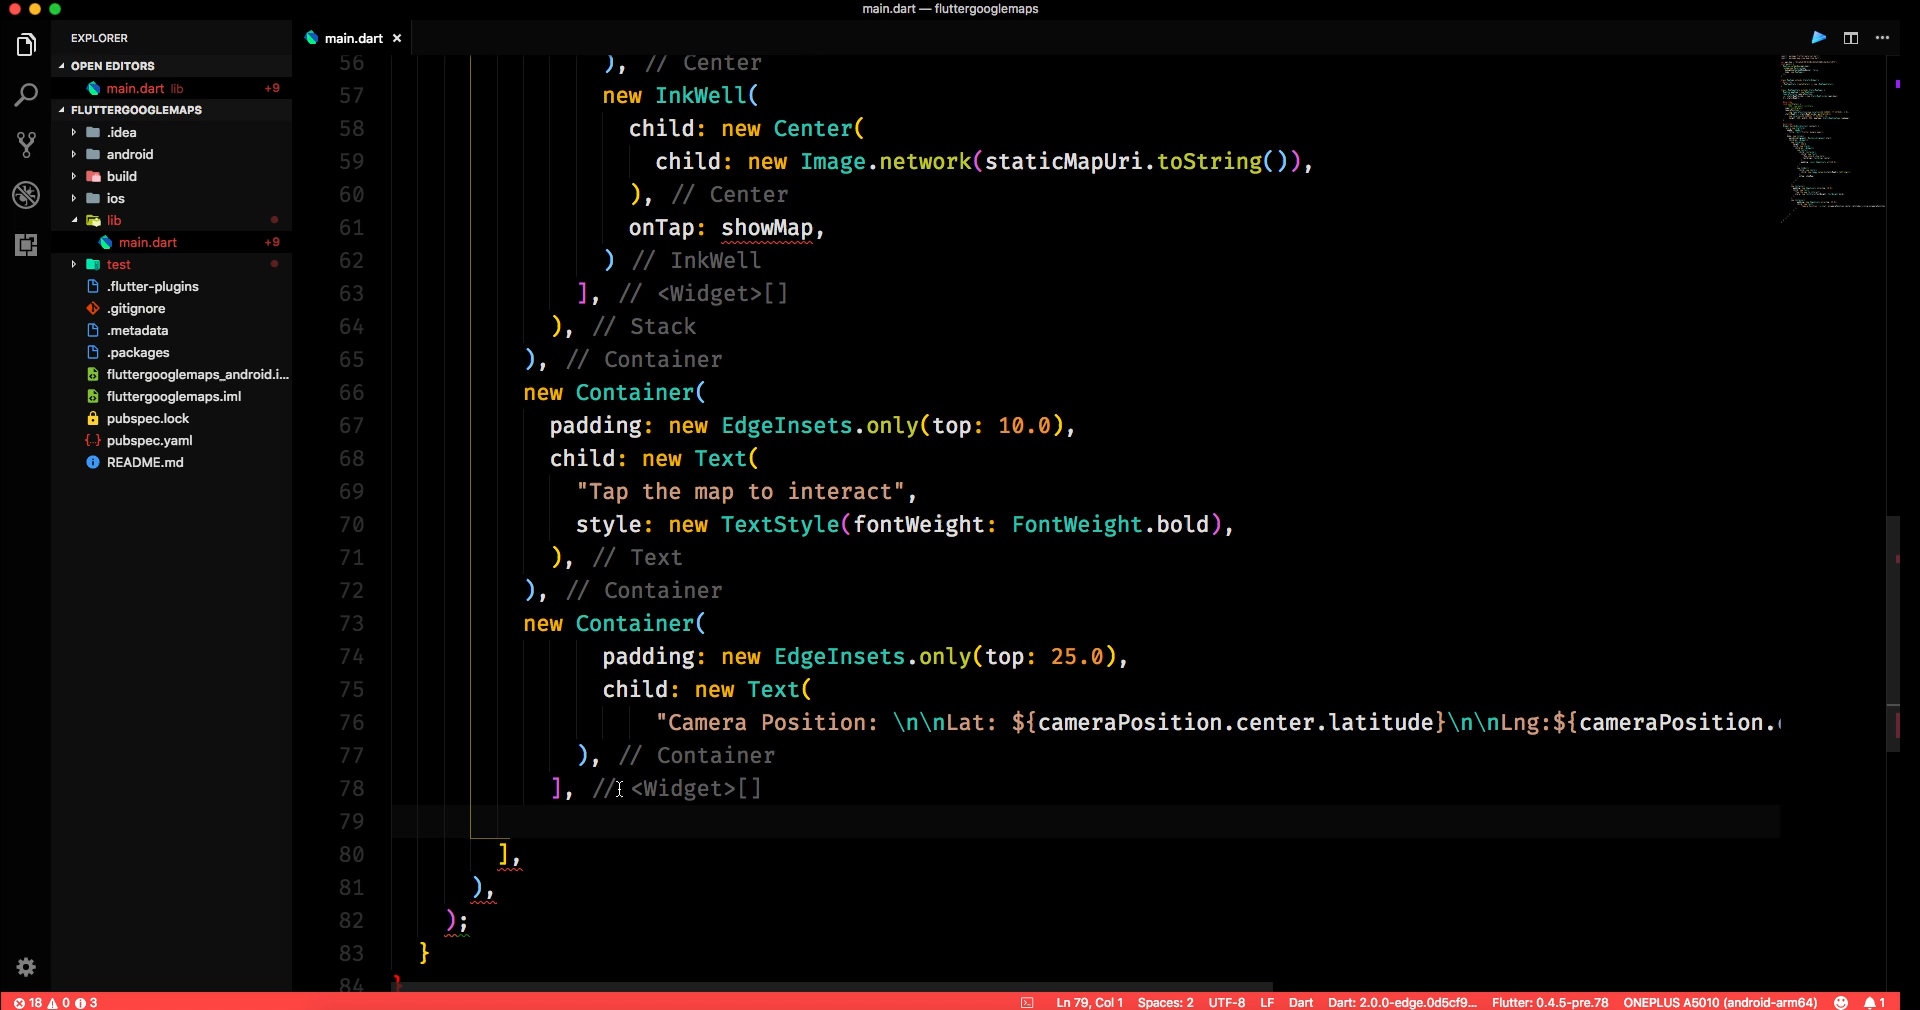 main.dart — fluttergooglemaps
EXPLORER
OPEN EDITORS
main.dart lib +9
FLUTTERGOOGLEMAPS
.idea
android
build
ios
lib
main.dart +9
test
.flutter-plugins
.gitignore
.metadata
.packages
fluttergooglemaps_android.i...
fluttergooglemaps.iml
pubspec.lock
pubspec.yaml
README.md
main.dart ×
56 ), // Center
57 new InkWell(
58 child: new Center(
59 child: new Image.network(staticMapUri.toString()),
60 ), // Center
61 onTap: showMap,
62 ) // InkWell
63 ], // <Widget>[]
64 ), // Stack
65 ), // Container
66 new Container(
67 padding: new EdgeInsets.only(top: 10.0),
68 child: new Text(
69 "Tap the map to interact",
70 style: new TextStyle(fontWeight: FontWeight.bold),
71 ), // Text
72 ), // Container
73 new Container(
74 padding: new EdgeInsets.only(top: 25.0),
75 child: new Text(
76 "Camera Position: \n\nLat: ${cameraPosition.center.latitude}\n\nLng:${cameraPosition.
77 ), // Container
78 ], // <Widget>[]
79
80 ],
81 ),
82 );
83 }
84 }
18 0 3 Ln 79, Col 1 Spaces: 2 UTF-8 LF Dart Dart: 2.0.0-edge.0d5cf9... Flutter: 0.4.5-pre.78 ONEPLUS A5010 (android-arm64) 1